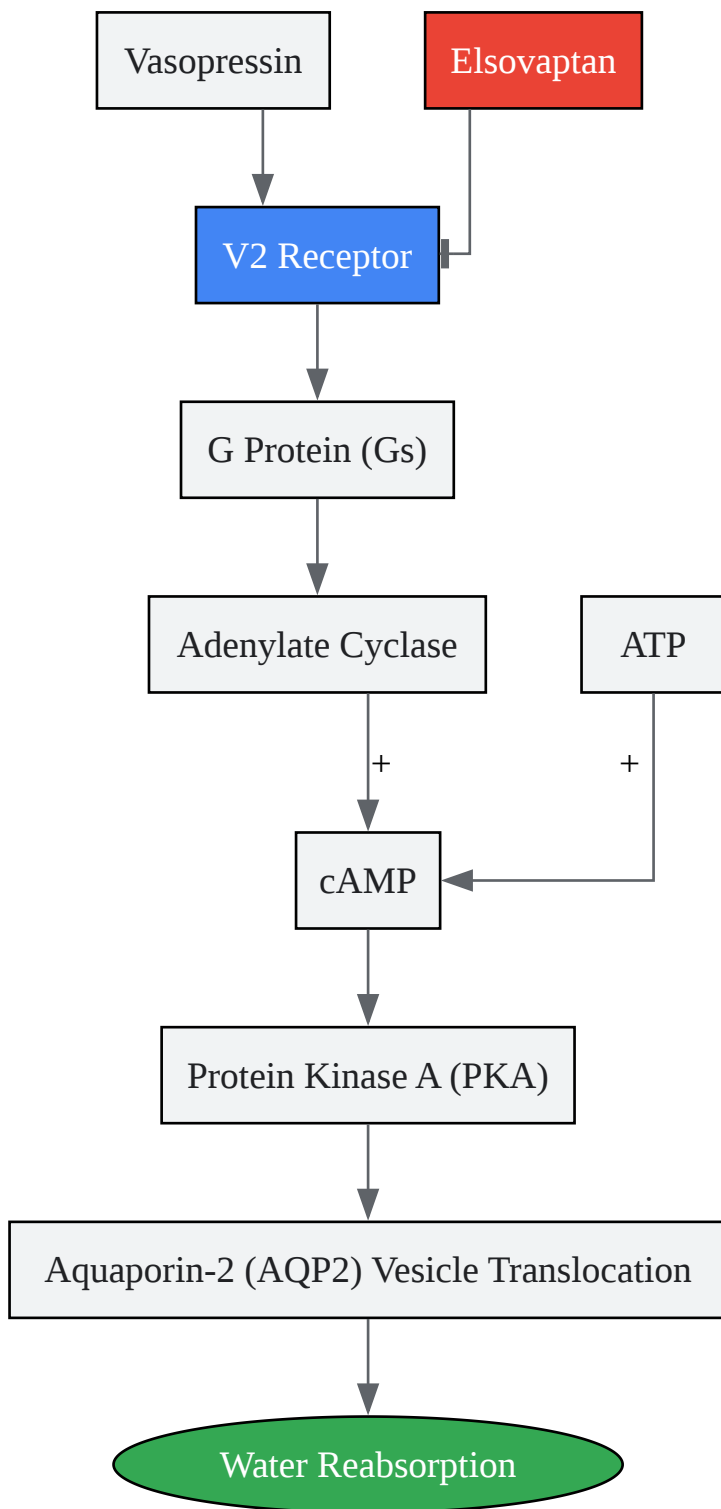 Vasopressin
Elsovaptan
V2 Receptor
G Protein (Gs)
Adenylate Cyclase
ATP
+
+
cAMP
Protein Kinase A (PKA)
Aquaporin-2 (AQP2) Vesicle Translocation
Water Reabsorption